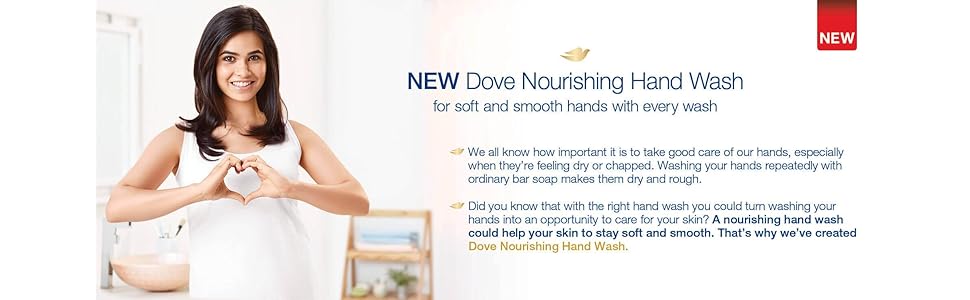 NEW
NEW Dove Nourishing Hand Wash
for soft and smooth hands with every wash
We all know how important it is to take good care of our hands, especially
when they're feeling dry or chapped. Washing your hands repeatedly with
ordinary bar soap makes them dry and rough.
Did you know that with the right hand wash you could turn washing your
hands into an opportunity to care for your skin? A nourishing hand wash
could help your skin to stay soft and smooth. That's why we've created
Dove Nourishing Hand Wash.